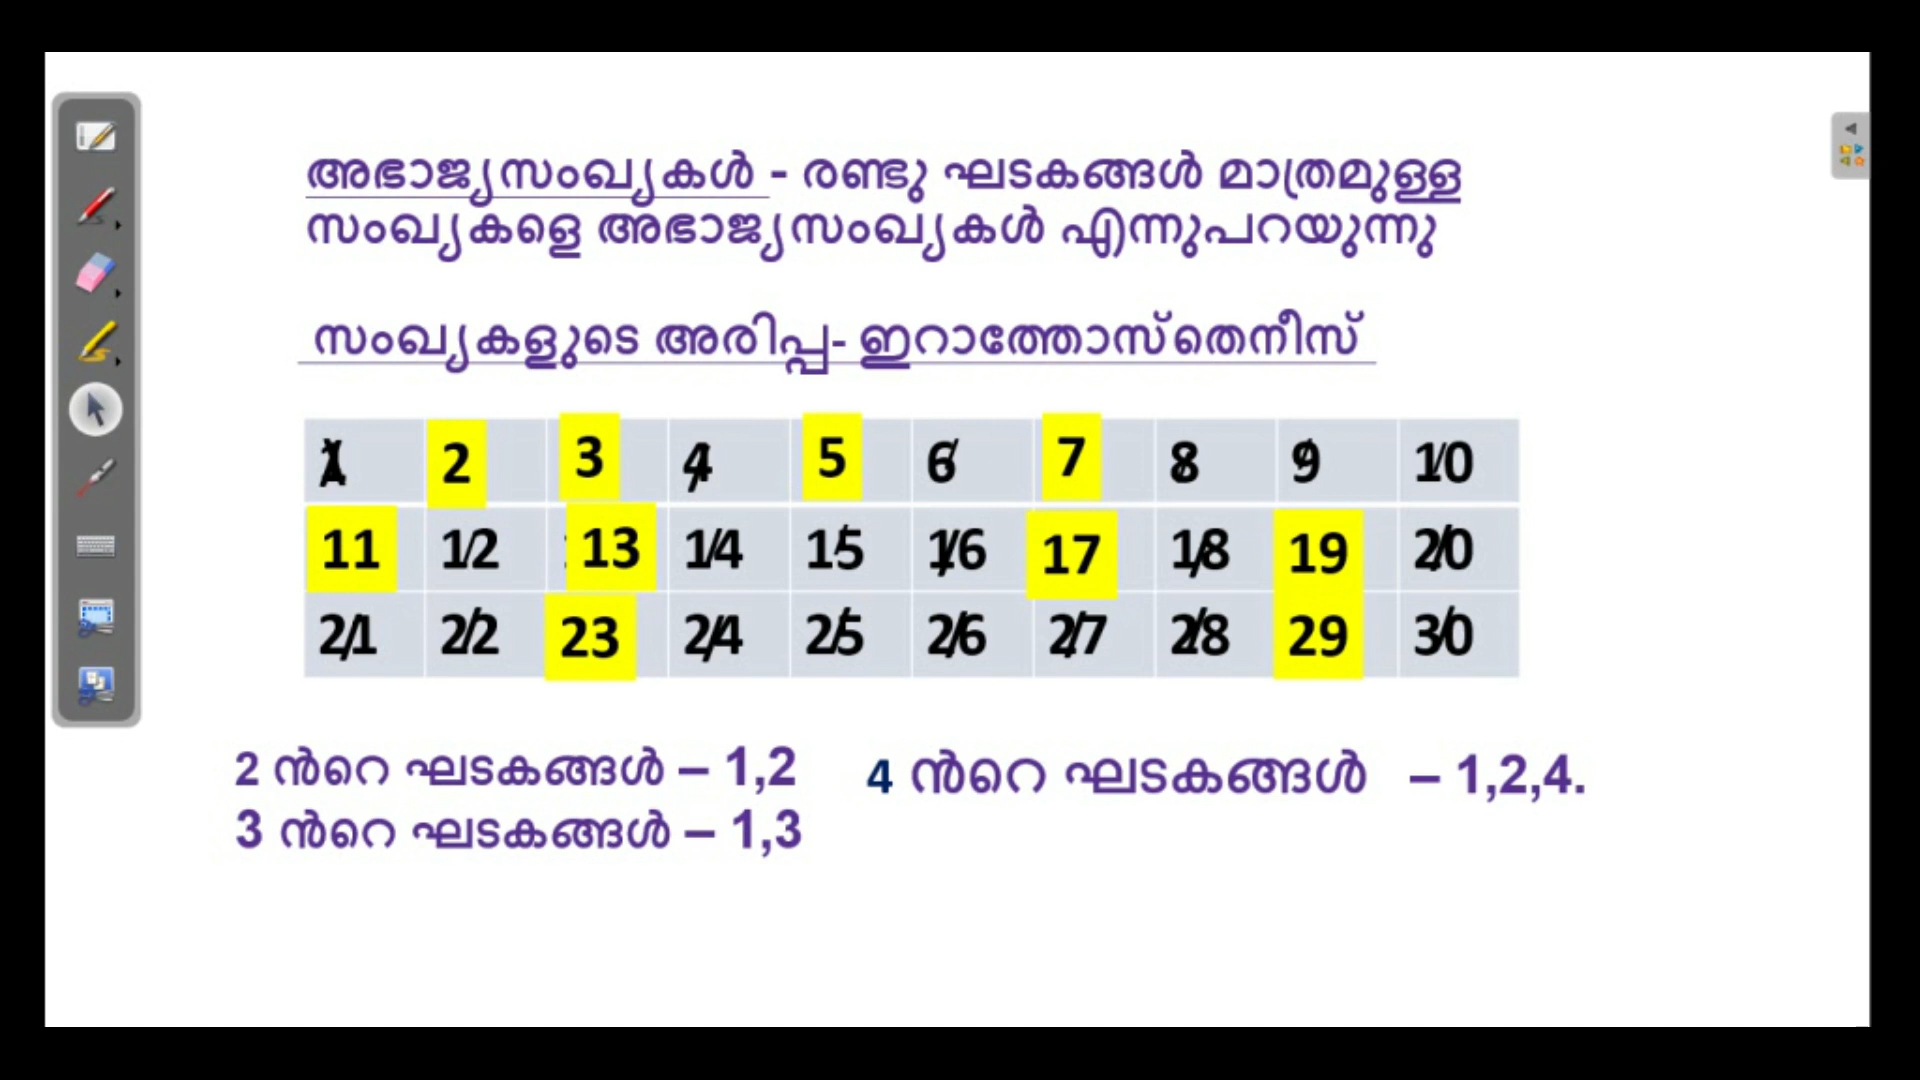 അഭാജ്യസംഖ്യകൾ - രണ്ടു ഘടകങ്ങൾ മാത്രമുള്ള
സംഖ്യകളെ അഭാജ്യസംഖ്യകൾ എന്നുപറയുന്നു
സംഖ്യകളുടെ അരിപ്പ- ഇറാത്തോസ്തെനീസ്
1 2 3 4 5 6 7 8 9 10
11 12 13 14 15 16 17 18 19 20
21 22 23 24 25 26 27 28 29 30
2 ൻറെ ഘടകങ്ങൾ – 1,2
4 ൻറെ ഘടകങ്ങൾ – 1,2,4.
3 ൻറെ ഘടകങ്ങൾ – 1,3